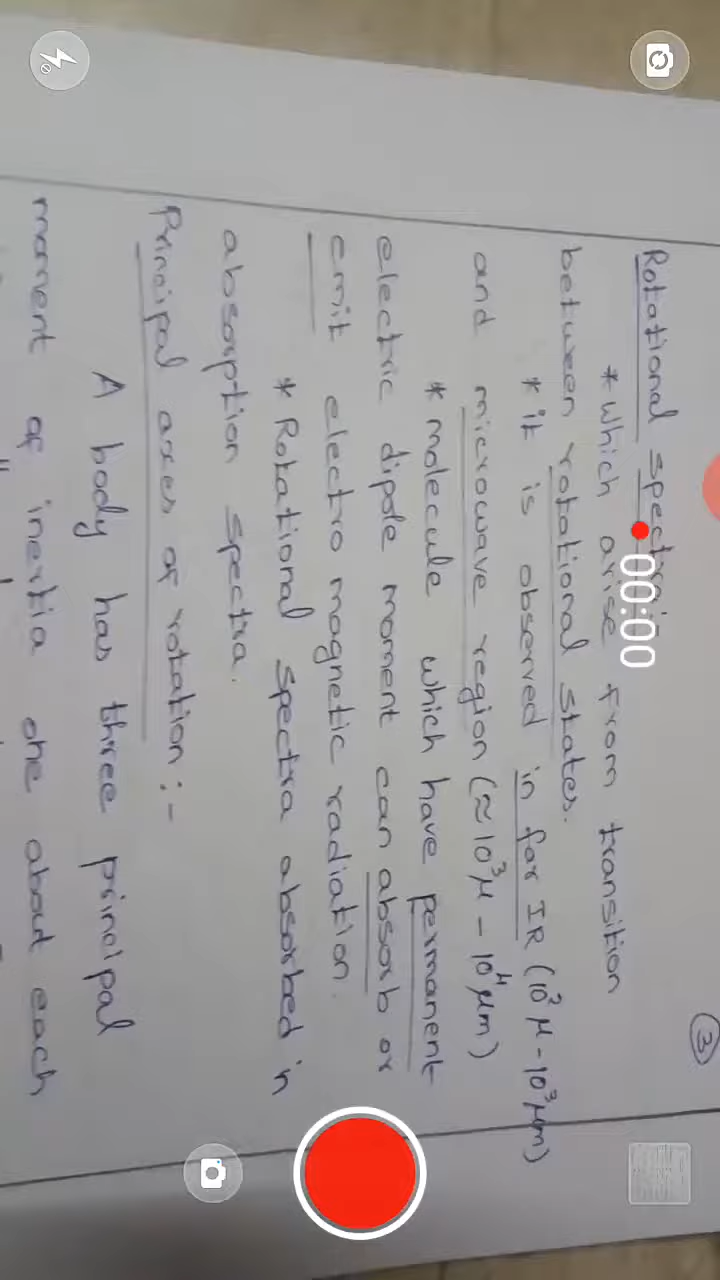 3
Rotational spectra
* which arise from transition
between rotational states.
* it is observed in far IR (10² μ - 10³ μm)
and microwave region (≈10³ μ - 10⁴ μm)
* molecule which have permanent
electric dipole moment can absorb or
emit electro magnetic radiation.
* Rotational spectra absorbed in
absorption spectra.
Principal axes of rotation :-
A body has three principal
moment of inertia one about each
00:00